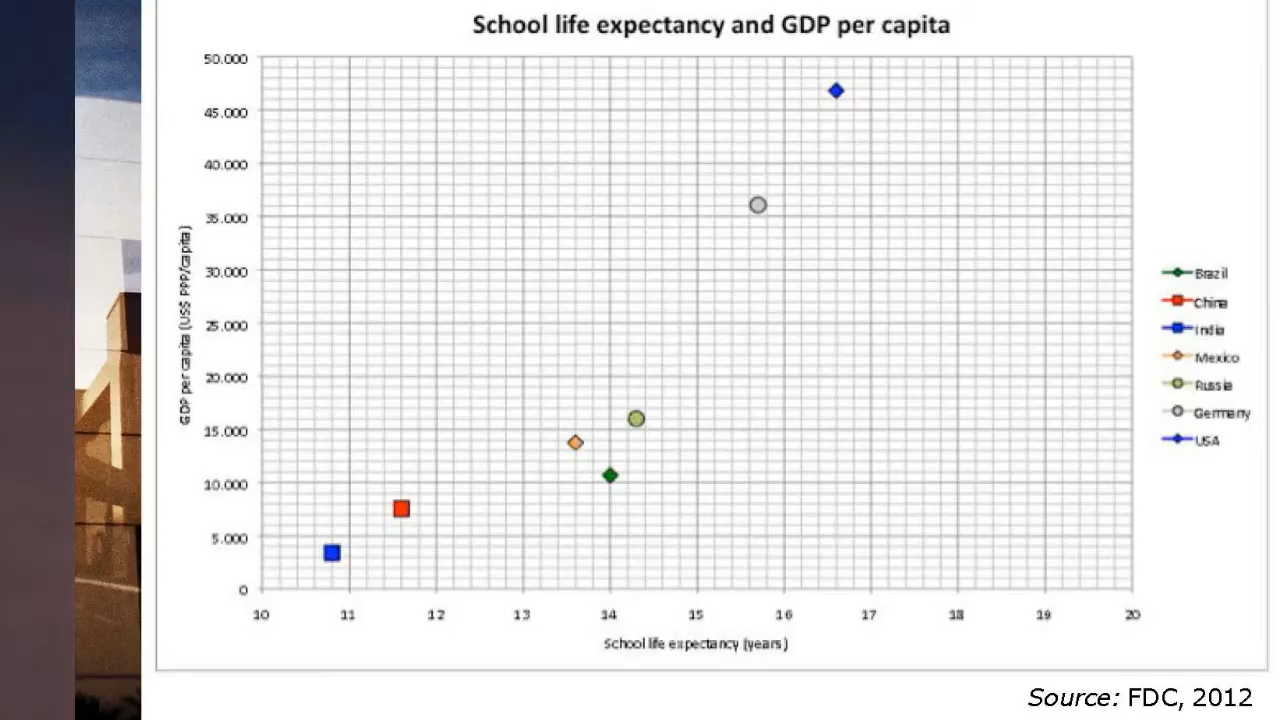 School life expectancy and GDP per capita
50.000
45.000
40.000
35.000
30.000
25.000
20.000
15.000
10.000
5.000
0
GDP per capita (US$ PPP/capita)
10 11 12 13 14 15 16 17 18 19 20
School life expectancy (years)
Brazil
China
India
Mexico
Russia
Germany
USA
Source: FDC, 2012